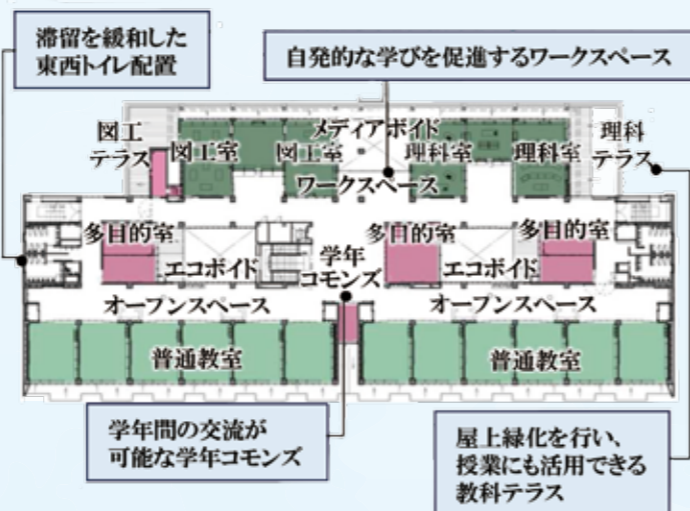 滞留を緩和した
東西トイレ配置
自発的な学びを促進するワークスペース
図工
テラス
図工室
メディアボイド
図工室
理科室
理科室
理科
テラス
ワークスペース
多目的室
多目的室
多目的室
エコボイド
学年
コモンズ
エコボイド
オープンスペース
オープンスペース
普通教室
普通教室
学年間の交流が
可能な学年コモンズ
屋上緑化を行い、
授業にも活用できる
教科テラス